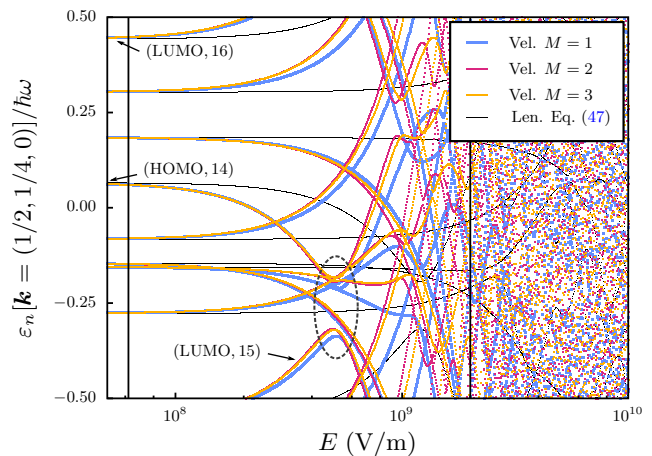 0.50
0.25
0.00
−0.25
−0.50
εₙ[k = (1/2, 1/4, 0)]/ħω
(LUMO, 16)
(HOMO, 14)
(LUMO, 15)
Vel. M = 1
Vel. M = 2
Vel. M = 3
Len. Eq. (47)
10⁸
10⁹
10¹⁰
E (V/m)